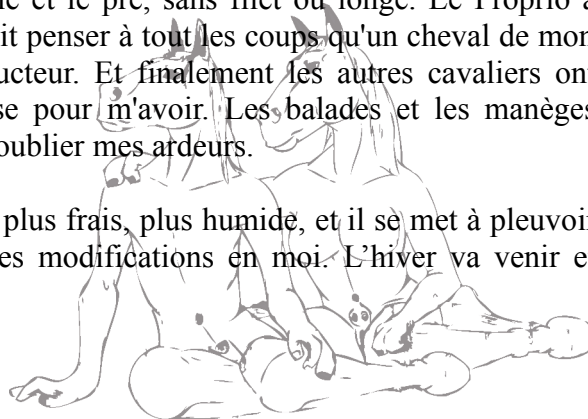 et le pré, sans filet ou longe. Le Proprio a
it penser à tout les coups qu'un cheval de mon
ucteur. Et finalement les autres cavaliers on
se pour m'avoir. Les balades et les manèges
oublier mes ardeurs.
plus frais, plus humide, et il se met à pleuvoir
es modifications en moi. L'hiver va venir e